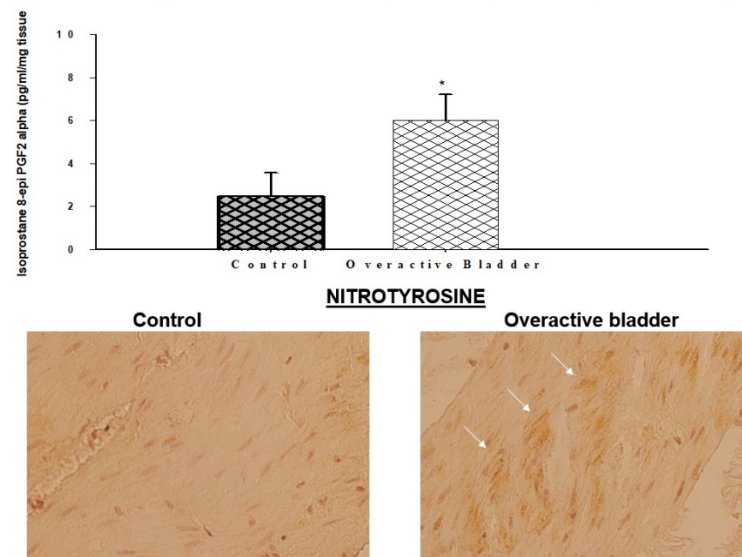 Isoprostane 8-epi PGF2 alpha (pg/ml/mg tissue
10
8
6
4
2
0
*
Control Overactive Bladder
NITROTYROSINE
Control Overactive bladder